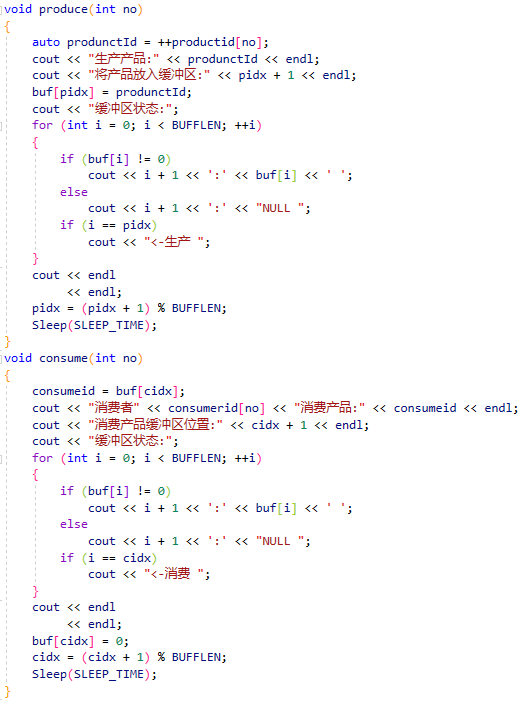 void produce(int no)
{
    auto produnctId = ++productid[no];
    cout << "生产产品:" << produnctId << endl;
    cout << "将产品放入缓冲区:" << pidx + 1 << endl;
    buf[pidx] = produnctId;
    cout << "缓冲区状态:";
    for (int i = 0; i < BUFFLEN; ++i)
    {
        if (buf[i] != 0)
            cout << i + 1 << ':' << buf[i] << ' ';
        else
            cout << i + 1 << ':' << "NULL ";
        if (i == pidx)
            cout << "<-生产 ";
    }
    cout << endl
         << endl;
    pidx = (pidx + 1) % BUFFLEN;
    Sleep(SLEEP_TIME);
}
void consume(int no)
{
    consumeid = buf[cidx];
    cout << "消费者" << consumerid[no] << "消费产品:" << consumeid << endl;
    cout << "消费产品缓冲区位置:" << cidx + 1 << endl;
    cout << "缓冲区状态:";
    for (int i = 0; i < BUFFLEN; ++i)
    {
        if (buf[i] != 0)
            cout << i + 1 << ':' << buf[i] << ' ';
        else
            cout << i + 1 << ':' << "NULL ";
        if (i == cidx)
            cout << "<-消费 ";
    }
    cout << endl
         << endl;
    buf[cidx] = 0;
    cidx = (cidx + 1) % BUFFLEN;
    Sleep(SLEEP_TIME);
}